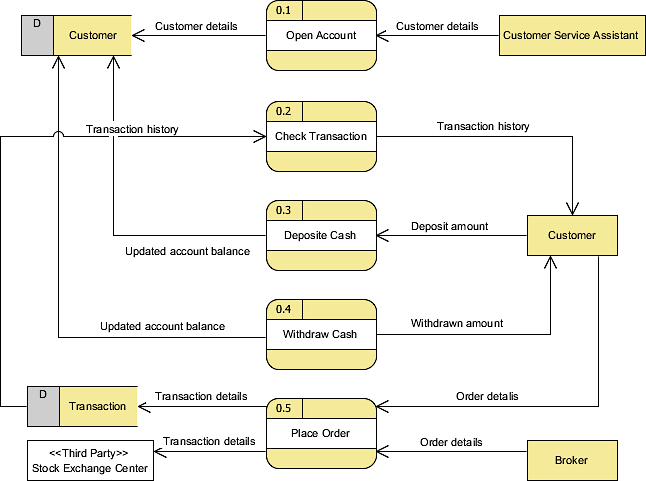 0.1
D
Customer details
Customer details
Customer
Open Account
Customer Service Assistant
0.2
Transaction history
Check Transaction
Transaction history
0.3
Deposit amount
Deposite Cash
Customer
Updated account balance
0.4
Updated account balance
Withdraw Cash
Withdrawn amount
D
Transaction
Transaction details
0.5
Order detalis
Place Order
<<Third Party>>
Stock Exchange Center
Transaction details
Order details
Broker